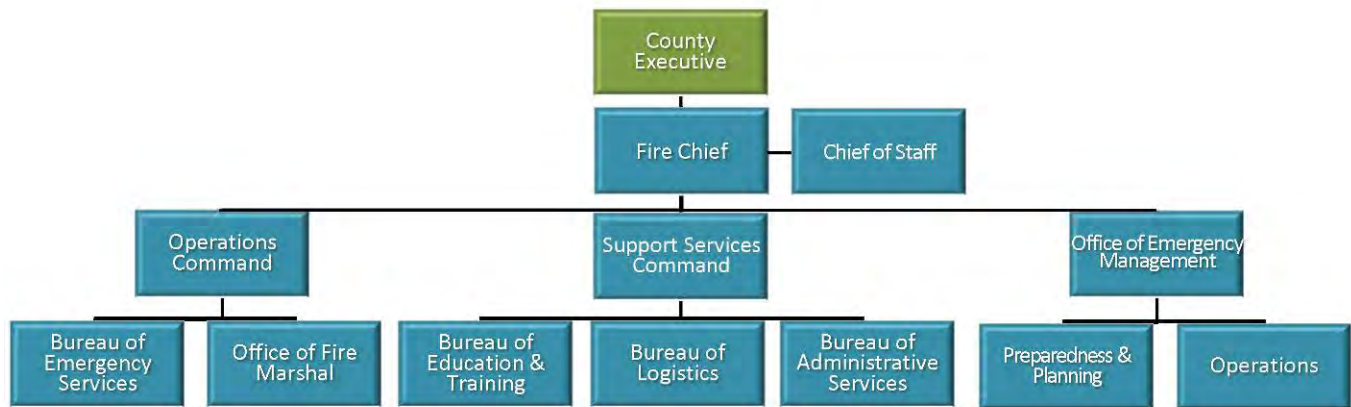 County
Executive
Fire Chief
Chief of Staff
Operations
Command
Support Services
Command
Office of Emergency
Management
Bureau of
Emergency
Services
Office of Fire
Marshal
Bureau of
Education &
Training
Bureau of
Logistics
Bureau of
Administrative
Services
Preparedness &
Planning
Operations